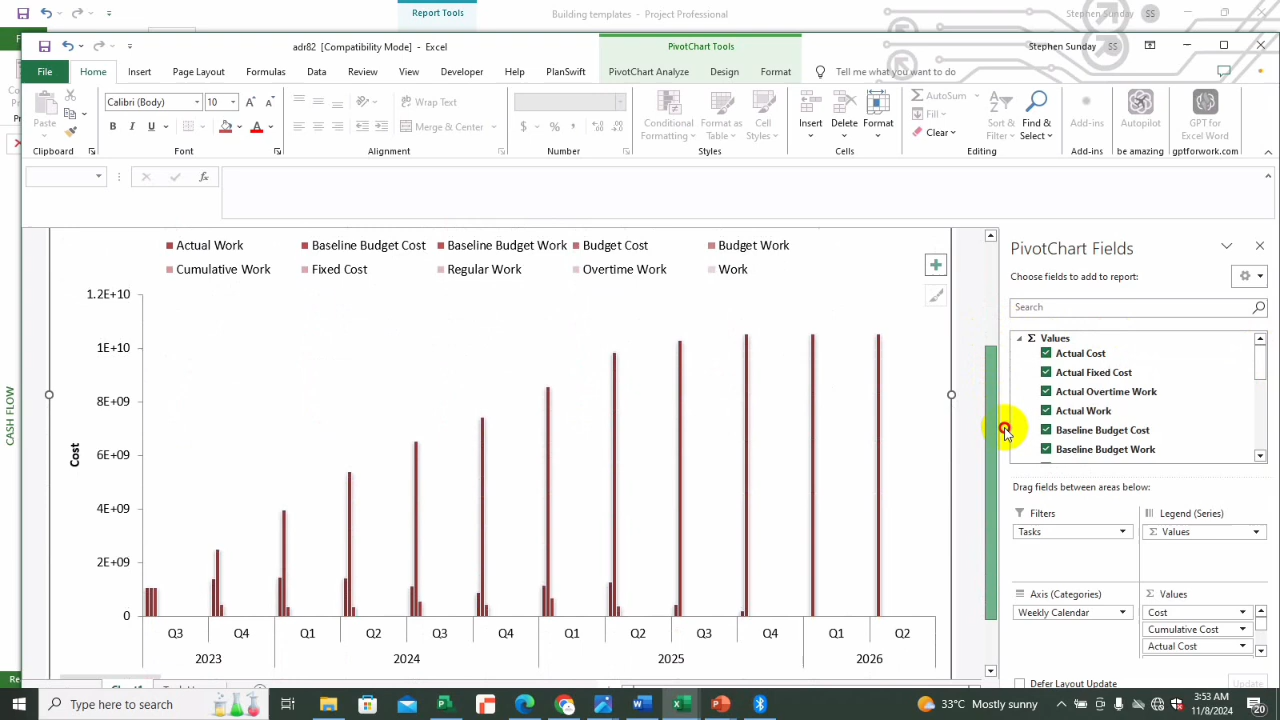 Report Tools
Building templates - Project Professional
Stephen Sunday SS
adr82 [Compatibility Mode] - Excel
PivotChart Tools
Stephen Sunday SS
File Home Insert Page Layout Formulas Data Review View Developer Help PlanSwift PivotChart Analyze Design Format Tell me what you want to do
Calibri (Body) 10 A A Wrap Text AutoSum
Fill
Clear
B I U A Merge & Center $ % ,
Paste
Conditional Formatting
Format as Table
Cell Styles
Insert
Delete
Format
Sort & Filter
Find & Select
Add-ins
Autopilot
GPT for Excel Word
Clipboard Font Alignment Number Styles Cells Editing Add-ins be amazing gptforwork.com
fx
Actual Work Baseline Budget Cost Baseline Budget Work Budget Cost Budget Work
Cumulative Work Fixed Cost Regular Work Overtime Work Work
1.2E+10
1E+10
8E+09
6E+09
4E+09
2E+09
0
Cost
Q3 Q4 Q1 Q2 Q3 Q4 Q1 Q2 Q3 Q4 Q1 Q2
2023 2024 2025 2026
CASH FLOW
PivotChart Fields
Choose fields to add to report:
Search
Σ Values
Actual Cost
Actual Fixed Cost
Actual Overtime Work
Actual Work
Baseline Budget Cost
Baseline Budget Work
Drag fields between areas below:
Filters Legend (Series)
Tasks Σ Values
Axis (Categories) Σ Values
Weekly Calendar Cost
Cumulative Cost
Actual Cost
Defer Layout Update Update
Type here to search
33°C Mostly sunny
3:53 AM
11/8/2024
20